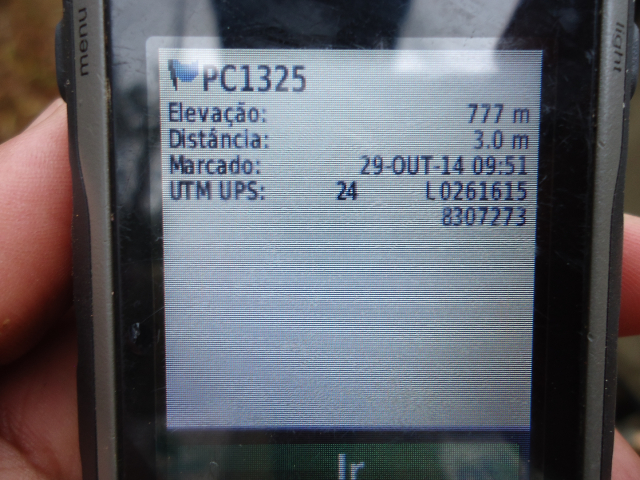 menu
light
PC1325
Elevação: 777 m
Distância: 3.0 m
Marcado: 29-OUT-14 09:51
UTM UPS: 24 L0261615
8307273
Ir